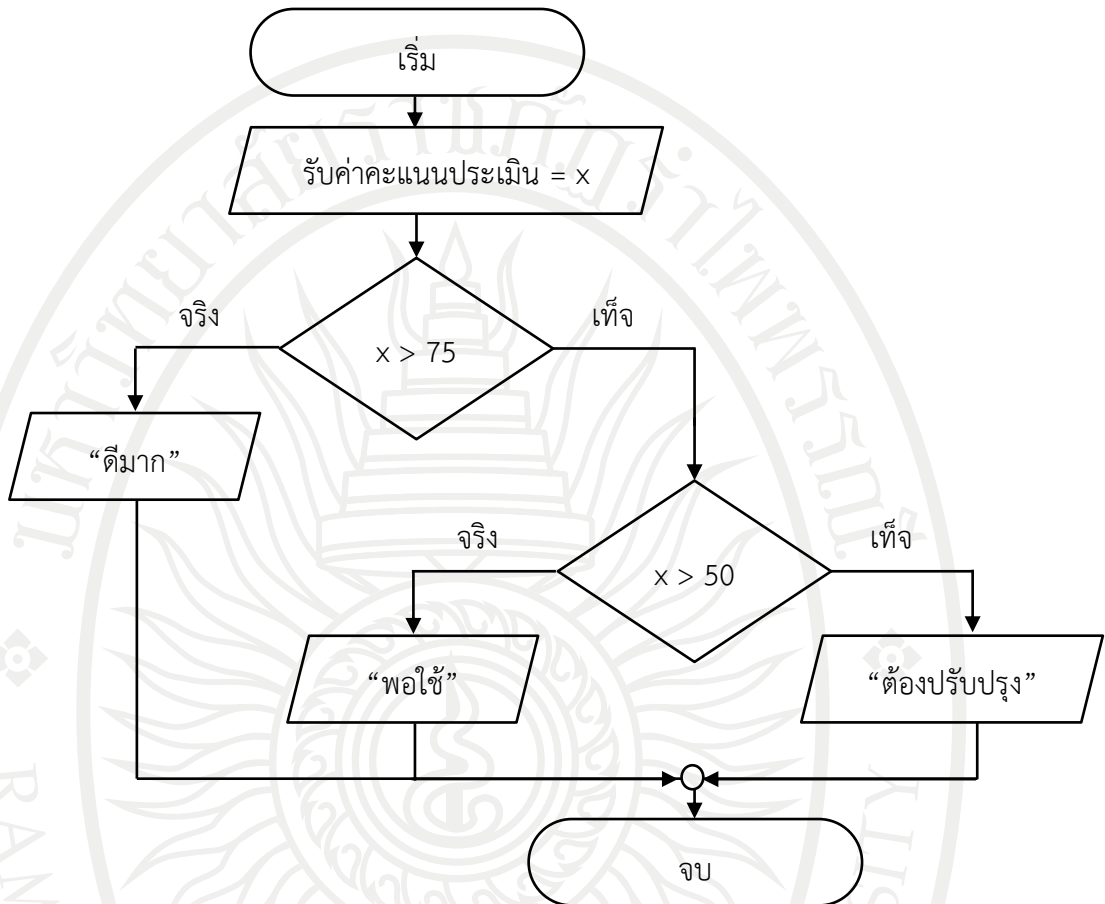 เริ่ม
รับค่าคะแนนประเมิน = x
จริง
เท็จ
x > 75
“ดีมาก”
จริง
เท็จ
x > 50
“พอใช้”
“ต้องปรับปรุง”
จบ